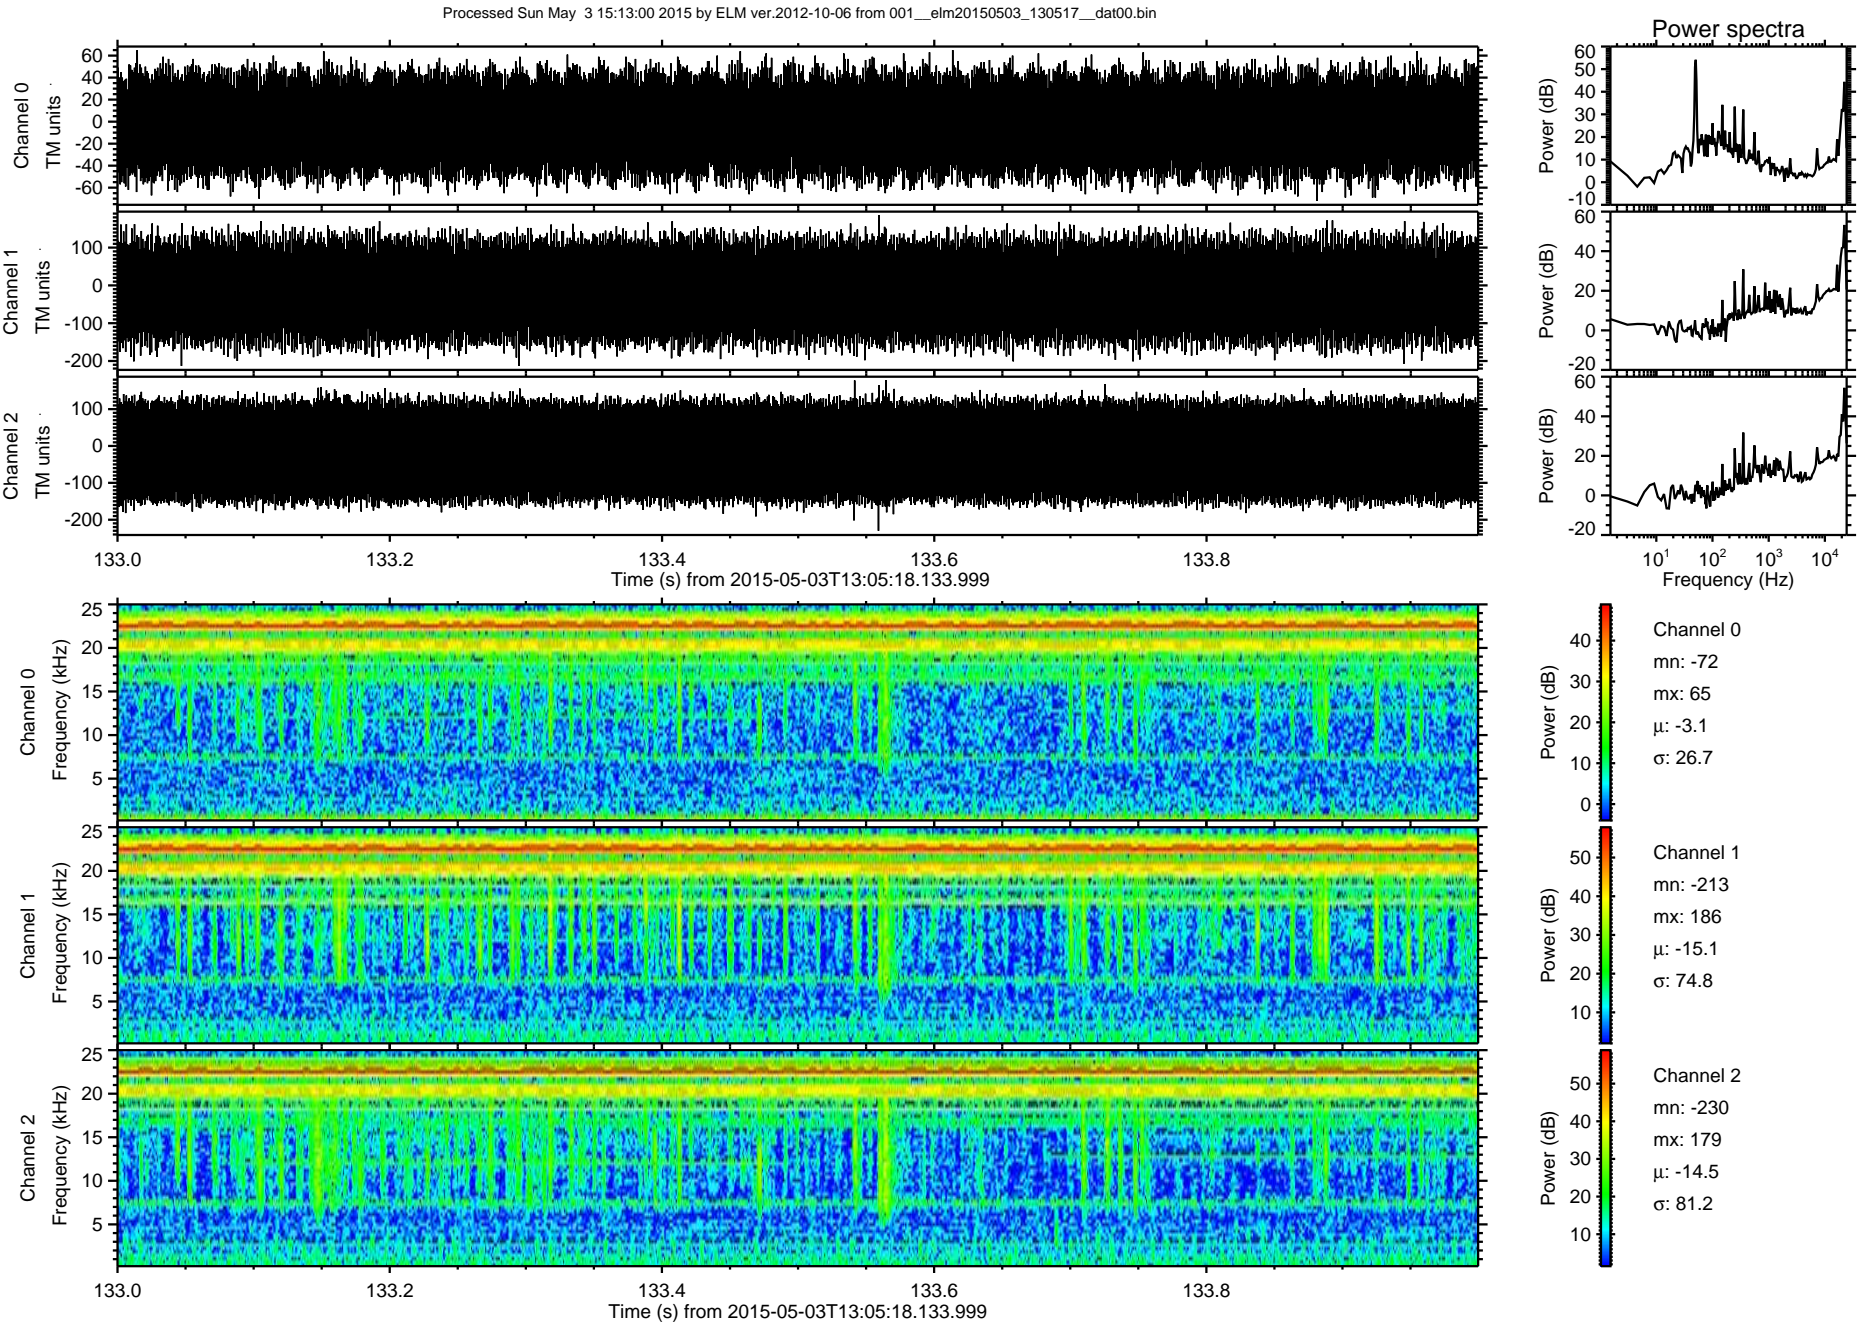 Processed Sun May  3 15:13:00 2015 by ELM ver.2012-10-06 from 001__elm20150503_130517__dat00.bin
Power spectra
Channel 0
TM units
60
40
20
0
-20
-40
-60
Power (dB)
60
50
40
30
20
10
0
-10
Channel 1
TM units
100
0
-100
-200
Power (dB)
60
40
20
0
-20
Channel 2
TM units
100
0
-100
-200
Power (dB)
60
40
20
0
-20
133.0 133.2 133.4 133.6 133.8
Time (s) from 2015-05-03T13:05:18.133.999
10^1 10^2 10^3 10^4
Frequency (Hz)
Channel 0
Frequency (kHz)
25
20
15
10
5
Power (dB)
40
30
20
10
0
Channel 0
mn: -72
mx: 65
μ: -3.1
σ: 26.7
Channel 1
Frequency (kHz)
25
20
15
10
5
Power (dB)
50
40
30
20
10
Channel 1
mn: -213
mx: 186
μ: -15.1
σ: 74.8
Channel 2
Frequency (kHz)
25
20
15
10
5
Power (dB)
50
40
30
20
10
Channel 2
mn: -230
mx: 179
μ: -14.5
σ: 81.2
133.0 133.2 133.4 133.6 133.8
Time (s) from 2015-05-03T13:05:18.133.999